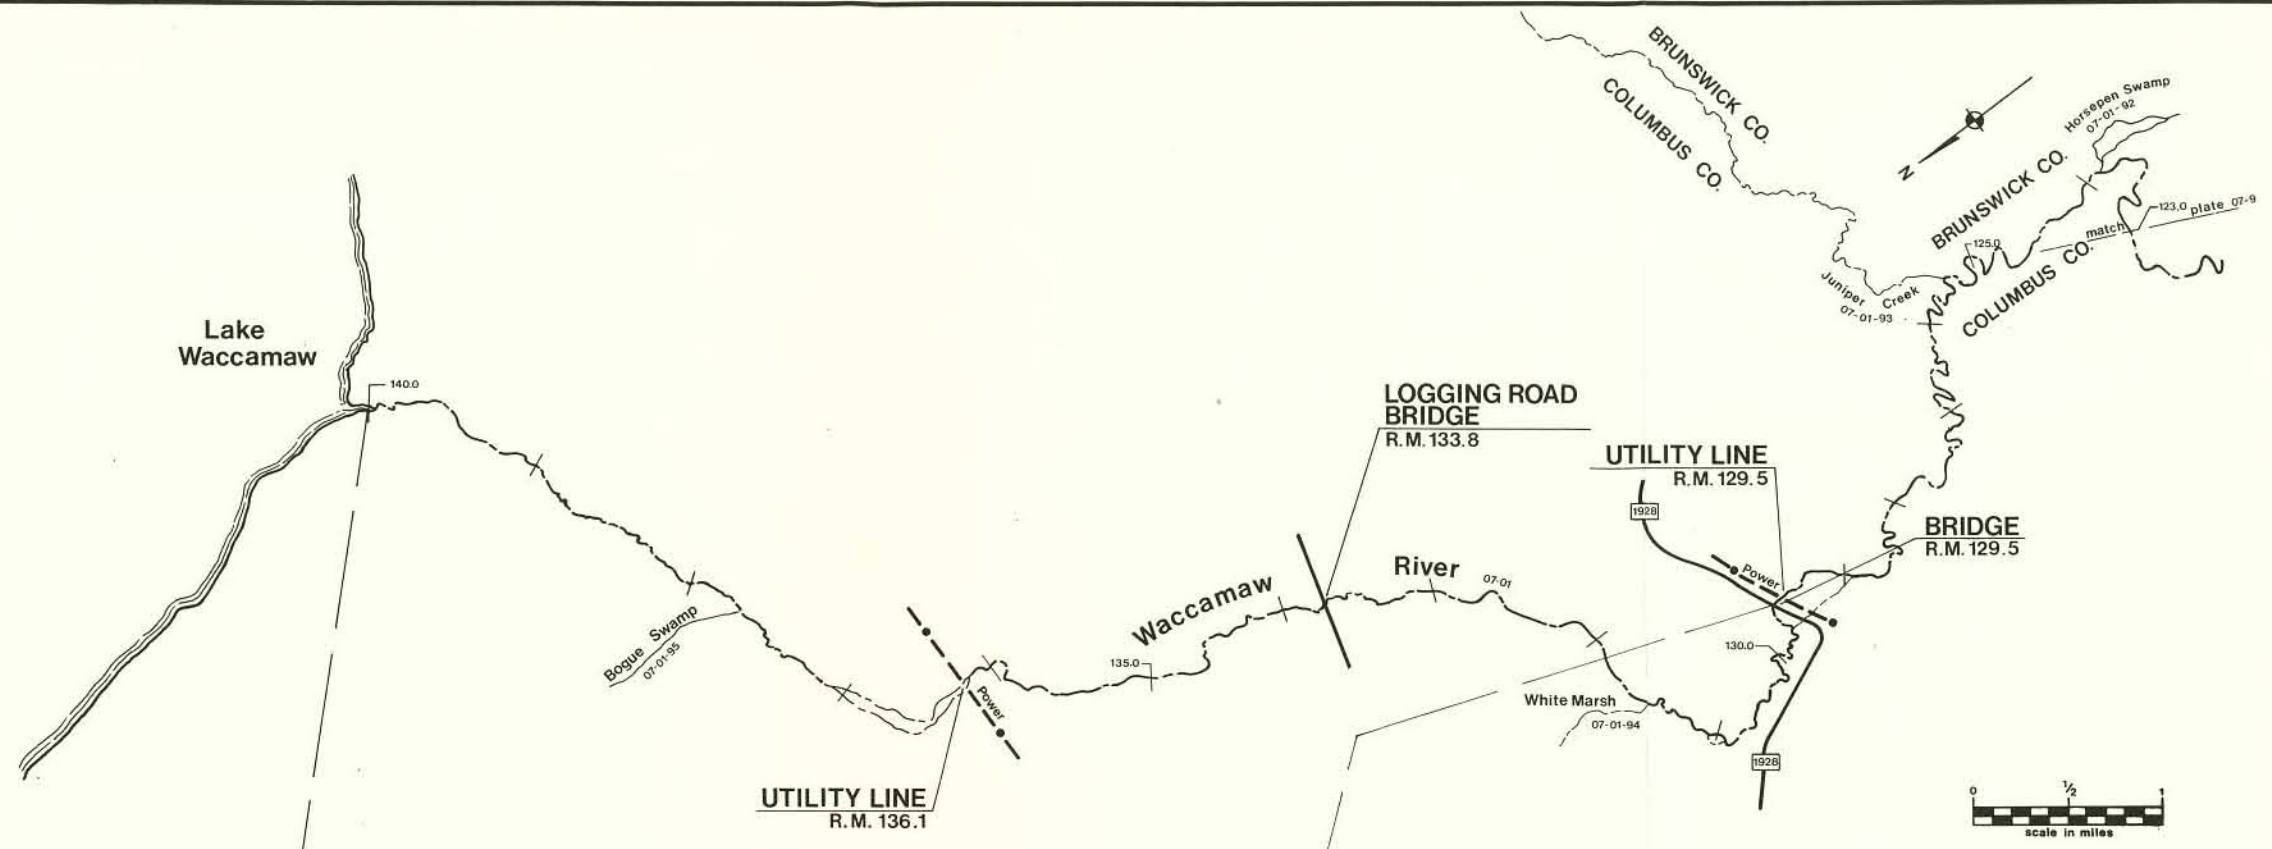 BRUNSWICK CO.
COLUMBUS CO.
Horsepen Swamp
07-01-92
N
BRUNSWICK CO.
123.0
plate 07-9
match
125.0
COLUMBUS CO.
Juniper Creek
07-01-93
Lake
Waccamaw
140.0
LOGGING ROAD
BRIDGE
R.M. 133.8
UTILITY LINE
R.M. 129.5
1928
BRIDGE
R.M. 129.5
Power
Waccamaw River
07-01
Bogue Swamp
07-01-95
135.0
130.0
Power
White Marsh
07-01-94
1928
UTILITY LINE
R.M. 136.1
0 1/2 1
scale in miles